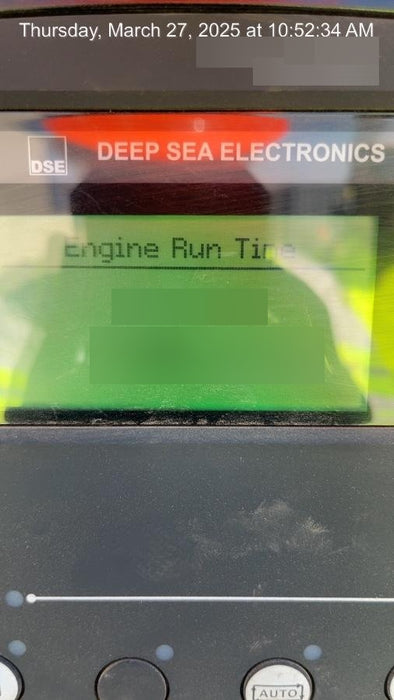 Thursday, March 27, 2025 at 10:52:34 AM
DSE DEEP SEA ELECTRONICS
Engine Run Time
AUTO